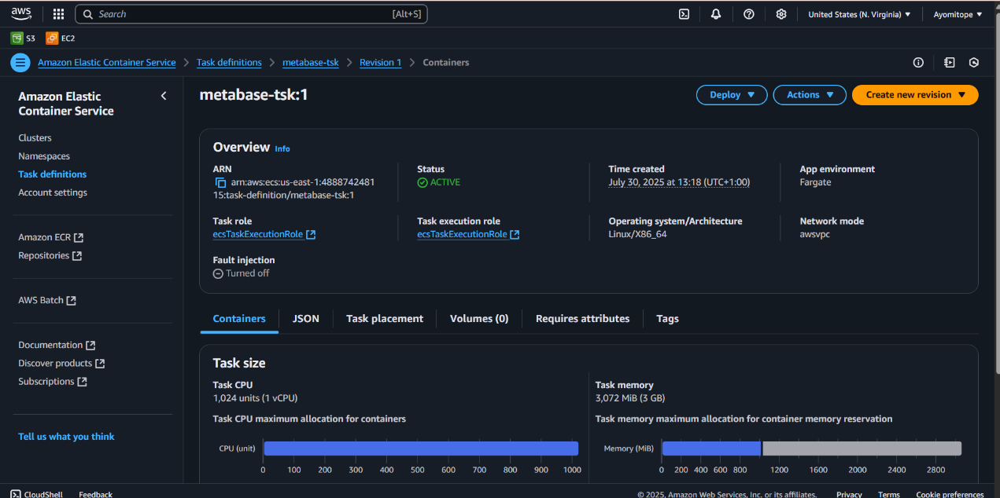 aws
Search [Alt+S]
United States (N. Virginia)
Ayomitope
S3
EC2
Amazon Elastic Container Service > Task definitions > metabase-tsk > Revision 1 > Containers
Amazon Elastic
Container Service
Clusters
Namespaces
Task definitions
Account settings
Amazon ECR
Repositories
AWS Batch
Documentation
Discover products
Subscriptions
Tell us what you think
metabase-tsk:1
Deploy
Actions
Create new revision
Overview Info
ARN
arn:aws:ecs:us-east-1:4888742481
15:task-definition/metabase-tsk:1
Status
ACTIVE
Time created
July 30, 2025 at 13:18 (UTC+1:00)
App environment
Fargate
Task role
ecsTaskExecutionRole
Task execution role
ecsTaskExecutionRole
Operating system/Architecture
Linux/X86_64
Network mode
awsvpc
Fault injection
Turned off
Containers
JSON
Task placement
Volumes (0)
Requires attributes
Tags
Task size
Task CPU
1,024 units (1 vCPU)
Task CPU maximum allocation for containers
CPU (unit)
0 100 200 300 400 500 600 700 800 900 1000
Task memory
3,072 MiB (3 GB)
Task memory maximum allocation for container memory reservation
Memory (MiB)
0 200 400 600 800 1200 1600 2000 2400 2800
CloudShell
Feedback
© 2025, Amazon Web Services, Inc. or its affiliates.
Privacy
Terms
Cookie preferences